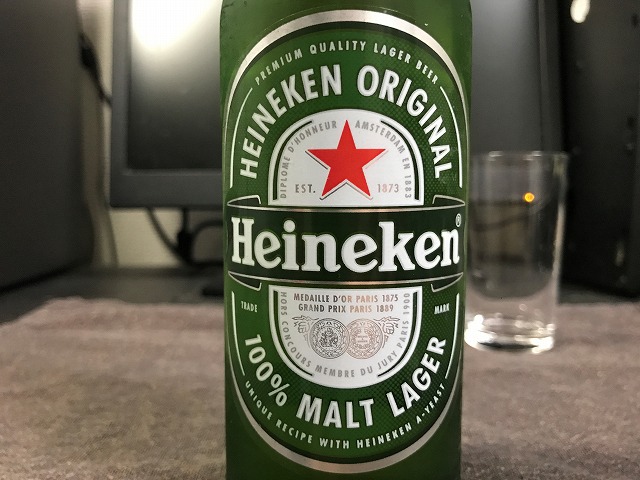 PREMIUM QUALITY LAGER BEER
HEINEKEN ORIGINAL
DIPLOME D'HONNEUR AMSTERDAM EN 1883
EST. 1873
Heineken®
TRADE MARK
MEDAILLE D'OR PARIS 1875
GRAND PRIX PARIS 1889
HORS CONCOURS MEMBRE DU JURY PARIS 1900
100% MALT LAGER
UNIQUE RECIPE WITH HEINEKEN A-YEAST